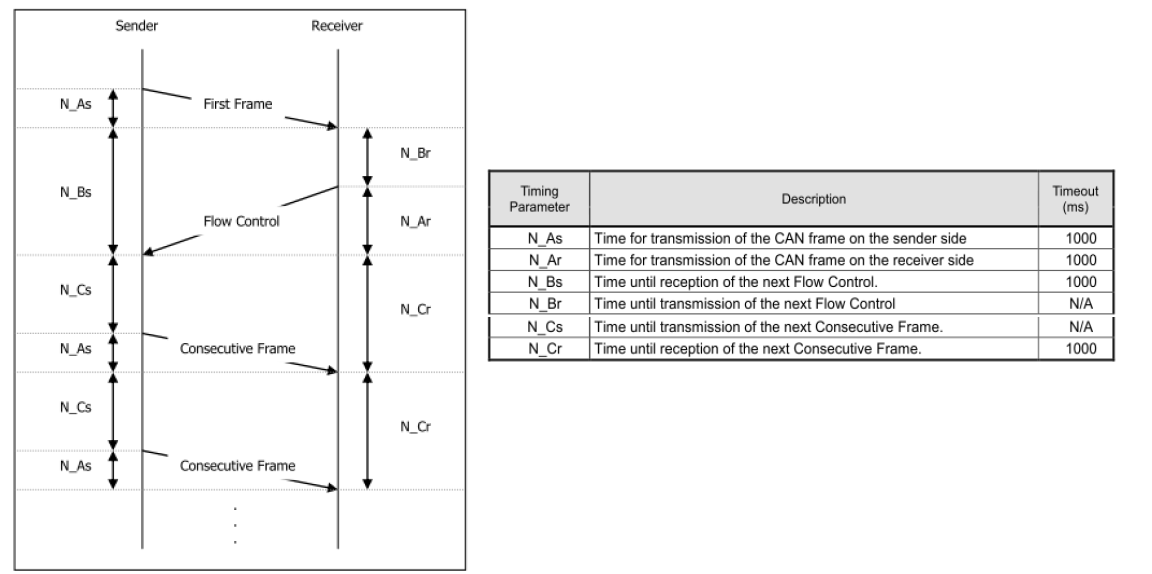 Sender Receiver
N_As First Frame
N_Br
N_Bs
Flow Control N_Ar
N_Cs
N_Cr
N_As Consecutive Frame
N_Cs
N_Cr
N_As Consecutive Frame
.
.
.
Timing Parameter Description Timeout (ms)
N_As Time for transmission of the CAN frame on the sender side 1000
N_Ar Time for transmission of the CAN frame on the receiver side 1000
N_Bs Time until reception of the next Flow Control. 1000
N_Br Time until transmission of the next Flow Control N/A
N_Cs Time until transmission of the next Consecutive Frame. N/A
N_Cr Time until reception of the next Consecutive Frame. 1000